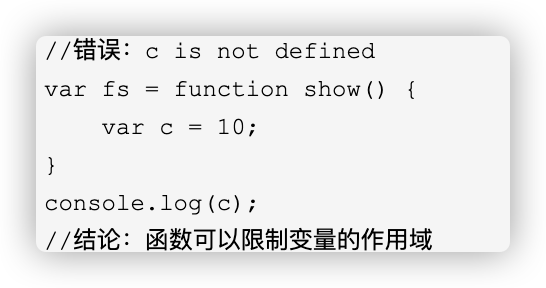 //错误：c is not defined
var fs = function show() {
    var c = 10;
}
console.log(c);
//结论：函数可以限制变量的作用域